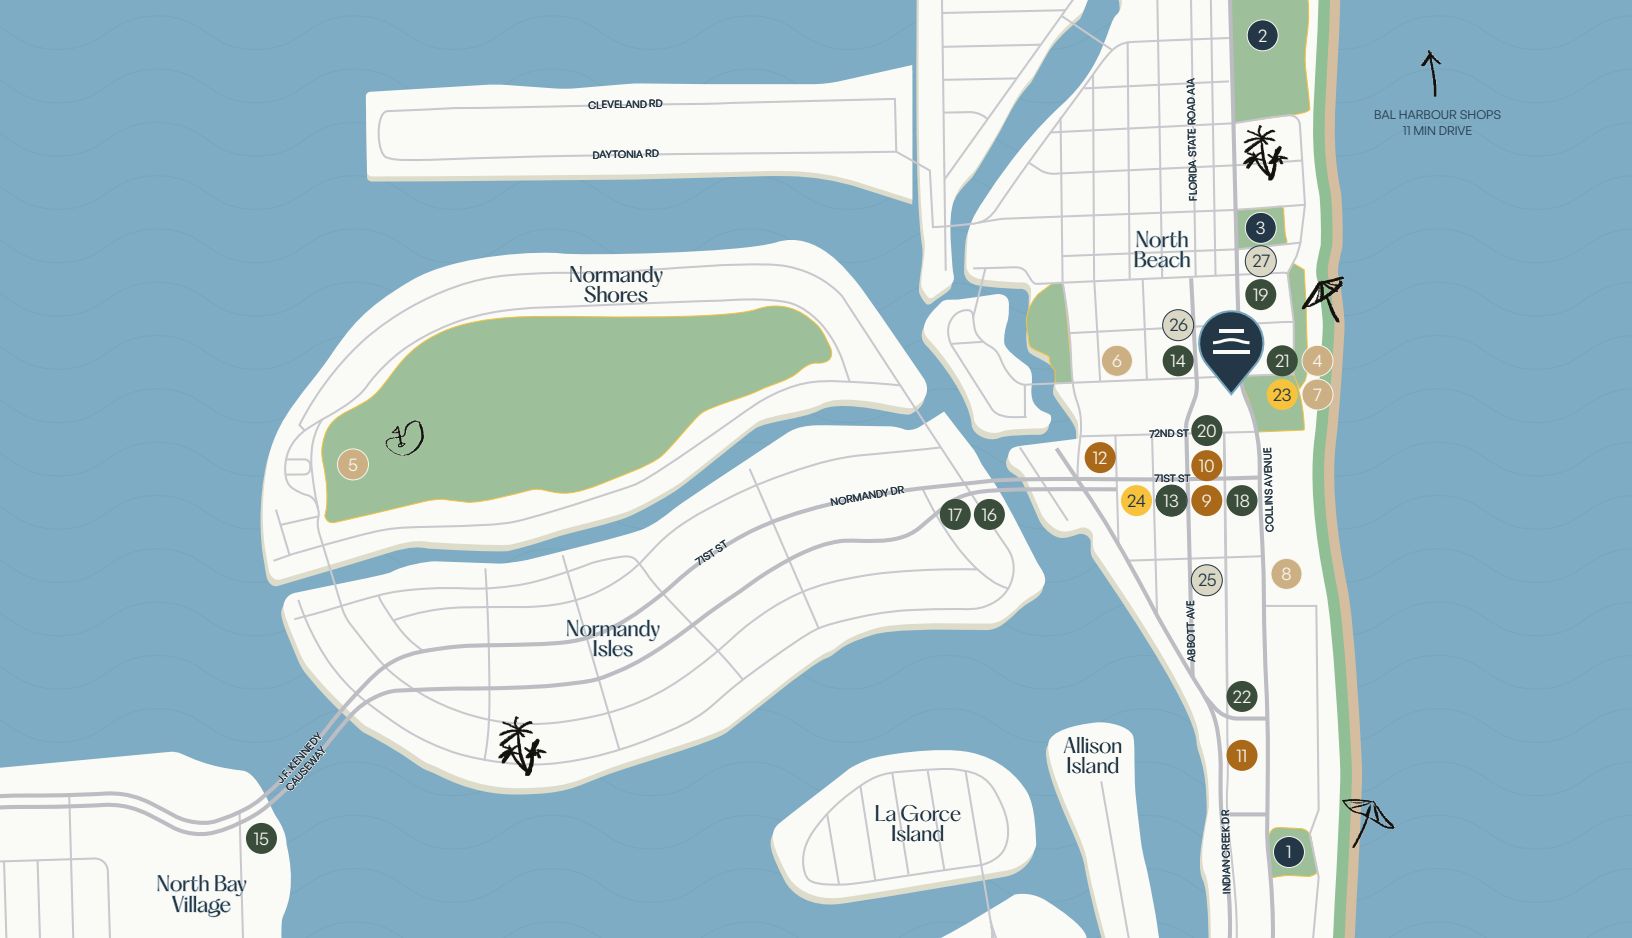 2
BAL HARBOUR SHOPS
11 MIN DRIVE
CLEVELAND RD
DAYTONIA RD
FLORIDA STATE ROAD A1A
3
North
Beach
27
Normandy
Shores
19
26
6
14
21
4
23
7
5
72ND ST
20
12
10
71ST ST
COLLINS AVENUE
NORMANDY DR
24
13
9
18
17
16
71ST ST
8
25
ABBOTT AVE
Normandy
Isles
22
J.F. KENNEDY
CAUSEWAY
11
Allison
Island
La Gorce
Island
INDIAN CREEK DR
15
1
North Bay
Village